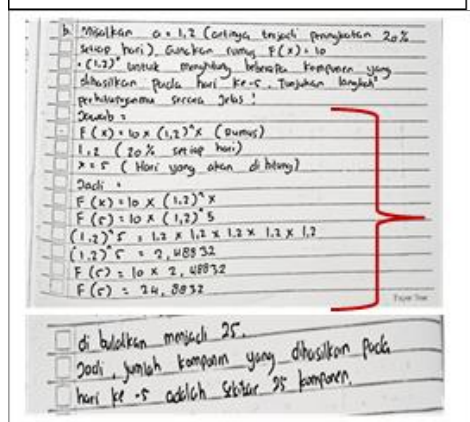 b. Misalkan a = 1,2 (artinya terjadi peningkatan 20%
setiap hari). Gunakan rumus F(x) = 10
· (1,2)ˣ untuk menghitung beberapa komponen yang
dihasilkan pada hari ke-5. Tunjukan langkah"
perhitunganmu secara jelas!
Jawab :
F(x) = 10 x (1,2)^x (rumus)
1,2 (20% setiap hari)
x = 5 (Hari yang akan di hitung)
Jadi :
F(x) = 10 x (1,2)^x
F(5) = 10 x (1,2)^5
(1,2)^5 = 1,2 x 1,2 x 1,2 x 1,2 x 1,2
(1,2)^5 = 2,48832
F(5) = 10 x 2,48832
F(5) = 24,8832
di bulatkan menjadi 25.
Jadi, jumlah komponen yang dihasilkan pada
hari ke-5 adalah sekitar 25 komponen.